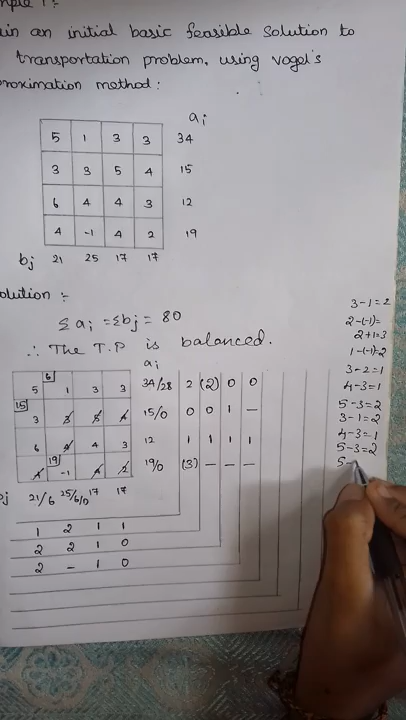 mple 1:-
in an initial basic feasible solution to
transportation problem, using vogel's
roximation method:
ai
5 1 3 3 34
3 3 5 4 15
6 4 4 3 12
4 -1 4 2 19
bj 21 25 17 17
olution :-
Σai = Σbj = 80
∴ The T.P is balanced.
ai
6
5 1 3 3 34/28 2 (2) 0 0
15
3 3 5 4 15/0 0 0 1 —
6 4 4 3 12 1 1 1 1
19
4 -1 4 2 19/0 (3) — — —
bj 21/6 25/6/0 17 17
1 2 1 1
2 2 1 0
2 — 1 0
3-1=2
2-(-1)=
2+1=3
1-(-1)=2
3-2=1
4-3=1
5-3=2
3-1=2
4-3=1
5-3=2
5-